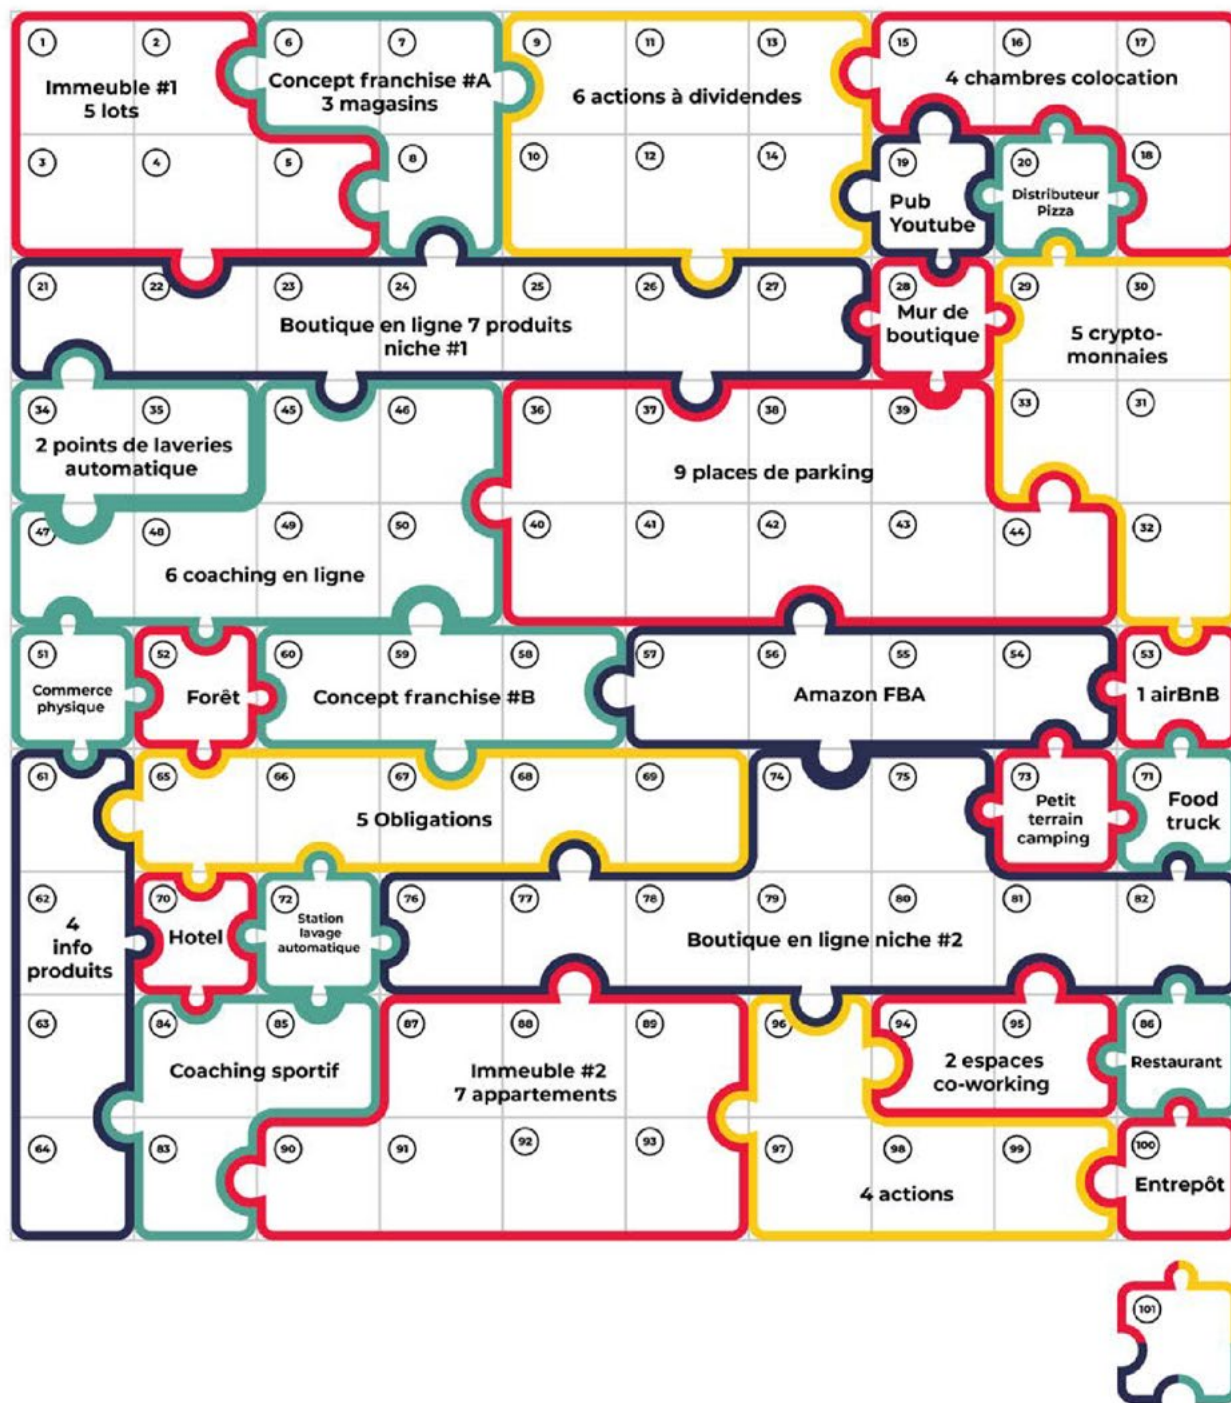 1 2 6 7 9 11 13 15 16 17
Immeuble #1
5 lots
Concept franchise #A
3 magasins
6 actions à dividendes
4 chambres colocation
3 4 5 8 10 12 14 19 20 18
Pub
Youtube
Distributeur
Pizza
21 22 23 24 25 26 27 28 29 30
Boutique en ligne 7 produits
niche #1
Mur de
boutique
5 crypto-
monnaies
34 35 45 46 36 37 38 39 33 31
2 points de laveries
automatique
9 places de parking
47 48 49 50 40 41 42 43 44 32
6 coaching en ligne
51 52 60 59 58 57 56 55 54 53
Commerce
physique
Forêt
Concept franchise #B
Amazon FBA
1 airBnB
61 65 66 67 68 69 74 75 73 71
5 Obligations
Petit
terrain
camping
Food
truck
62 70 72 76 77 78 79 80 81 82
4
info
produits
Hotel
Station
lavage
automatique
Boutique en ligne niche #2
63 84 85 87 88 89 96 94 95 86
Coaching sportif
Immeuble #2
7 appartements
2 espaces
co-working
Restaurant
64 83 90 91 92 93 97 98 99 100
4 actions
Entrepôt
101